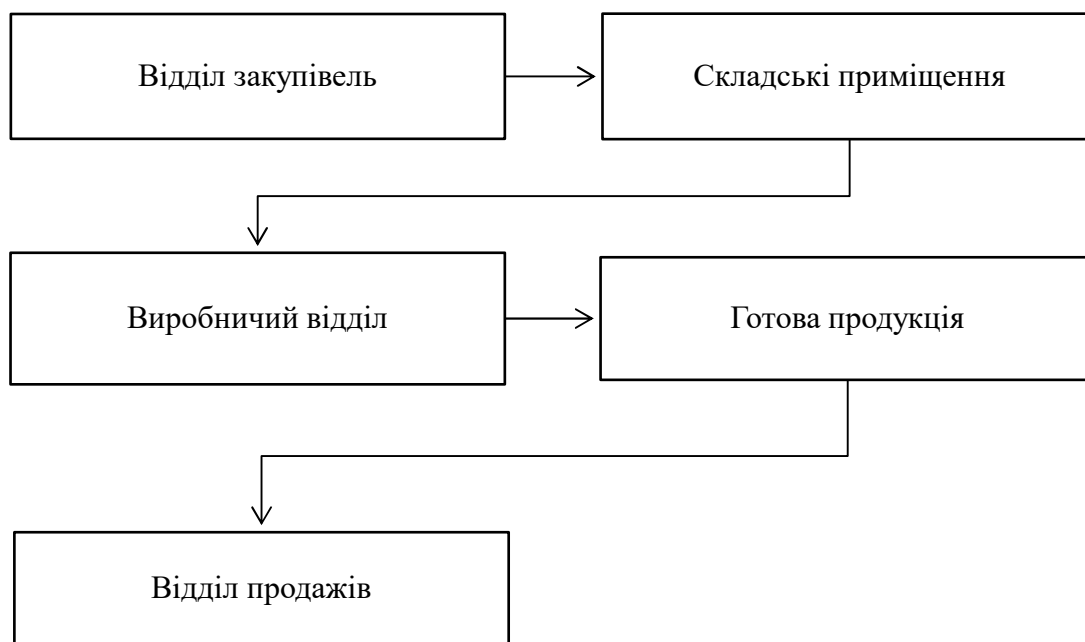 Відділ закупівель
Складські приміщення
Виробничий відділ
Готова продукція
Відділ продажів